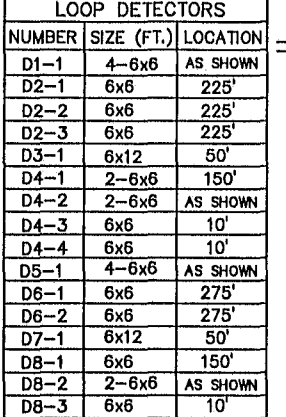 LOOP DETECTORS
NUMBER SIZE (FT.) LOCATION
D1-1 4-6x6 AS SHOWN
D2-1 6x6 225'
D2-2 6x6 225'
D2-3 6x6 225'
D3-1 6x12 50'
D4-1 2-6x6 150'
D4-2 2-6x6 AS SHOWN
D4-3 6x6 10'
D4-4 6x6 10'
D5-1 4-6x6 AS SHOWN
D6-1 6x6 275'
D6-2 6x6 275'
D7-1 6x12 50'
D8-1 6x6 150'
D8-2 2-6x6 AS SHOWN
D8-3 6x6 10'